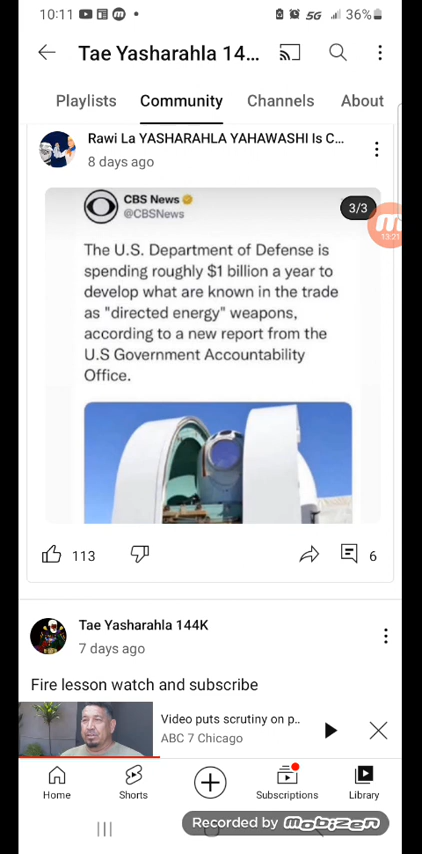 10:11
5G
36%
Tae Yasharahla 14...
Playlists
Community
Channels
About
Rawi La YASHARAHLA YAHAWASHI Is C...
8 days ago
CBS News
@CBSNews
3/3
13:21
The U.S. Department of Defense is
spending roughly $1 billion a year to
develop what are known in the trade
as "directed energy" weapons,
according to a new report from the
U.S Government Accountability
Office.
113
6
Tae Yasharahla 144K
7 days ago
Fire lesson watch and subscribe
Video puts scrutiny on p..
ABC 7 Chicago
Home
Shorts
Subscriptions
Library
Recorded by mobizen